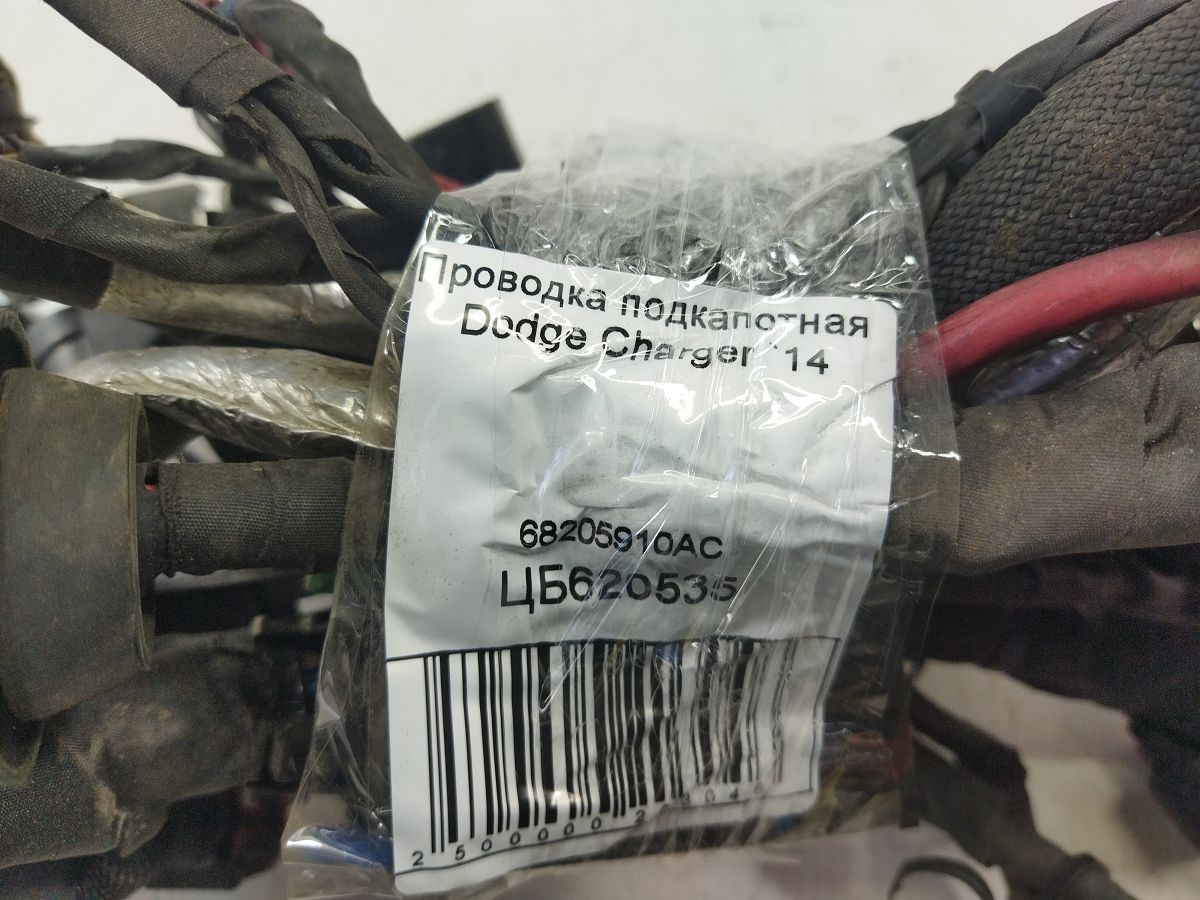 Проводка подкапотная
Dodge Charger `14
68205910AC
ЦБ620535